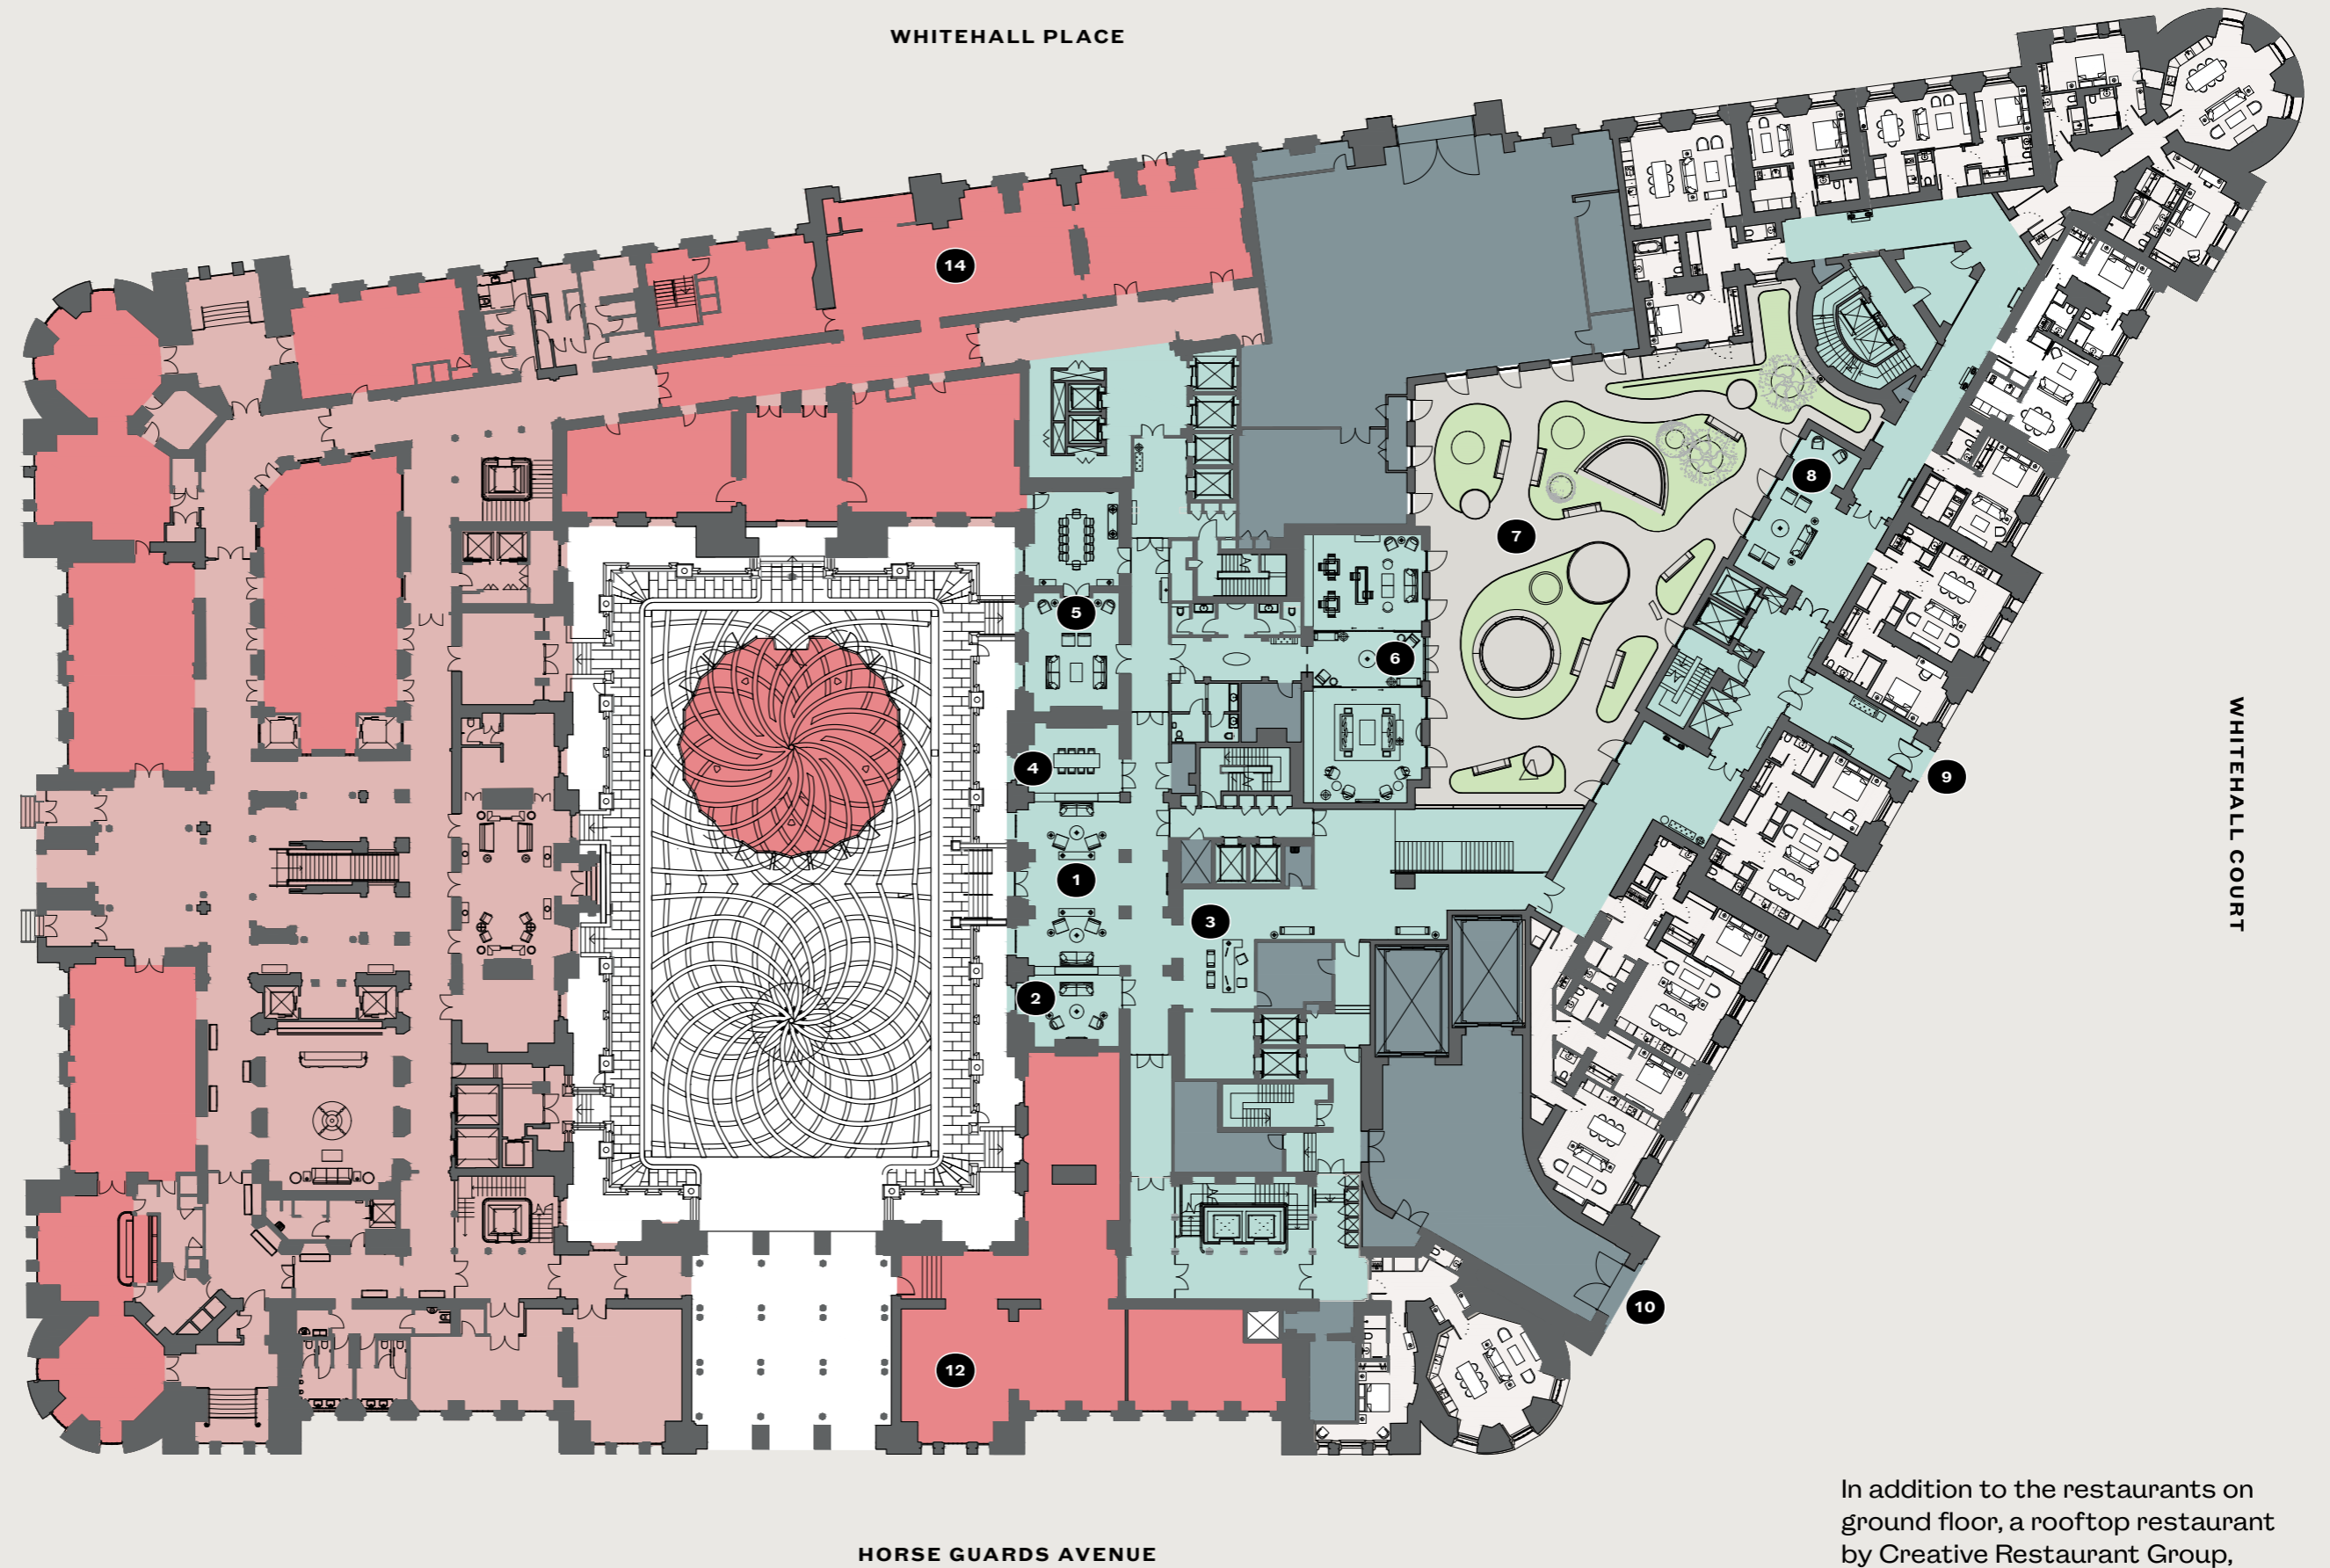 WHITEHALL PLACE
14
8
7
5
6
4
9
1
3
2
10
12
WHITEHALL COURT
HORSE GUARDS AVENUE
In addition to the restaurants on
ground floor, a rooftop restaurant
by Creative Restaurant Group,